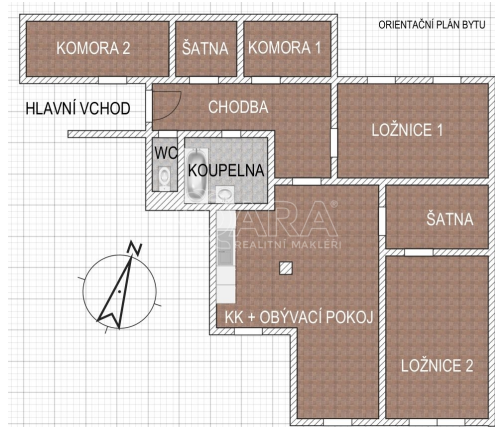 ORIENTAČNÍ PLÁN BYTU
KOMORA 2
ŠATNA
KOMORA 1
HLAVNÍ VCHOD
CHODBA
LOŽNICE 1
WC
KOUPELNA
ŠATNA
ARA®
REALITNÍ MAKLÉŘI
N
S
KK + OBÝVACÍ POKOJ
LOŽNICE 2